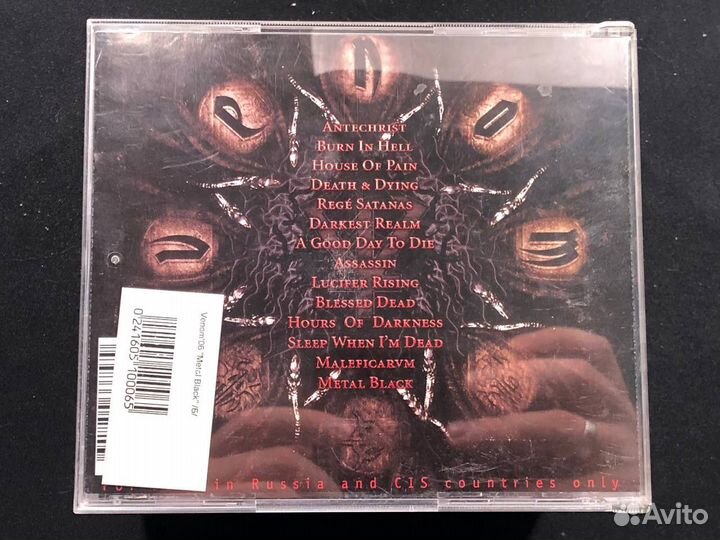 ANTECHRIST
BURN IN HELL
HOUSE OF PAIN
DEATH & DYING
REGÉ SATAÑAS
DARKEST REALM
A GOOD DAY TO DIE
ASSASSIN
LUCIFER RISING
BLESSED DEAD
HOURS OF DARKNESS
SLEEP WHEN I'M DEAD
MALEFICARVM
METAL BLACK
Venom'06 "Metal Black" /6/
0241605100065
in Russia and CIS countries only
Avito